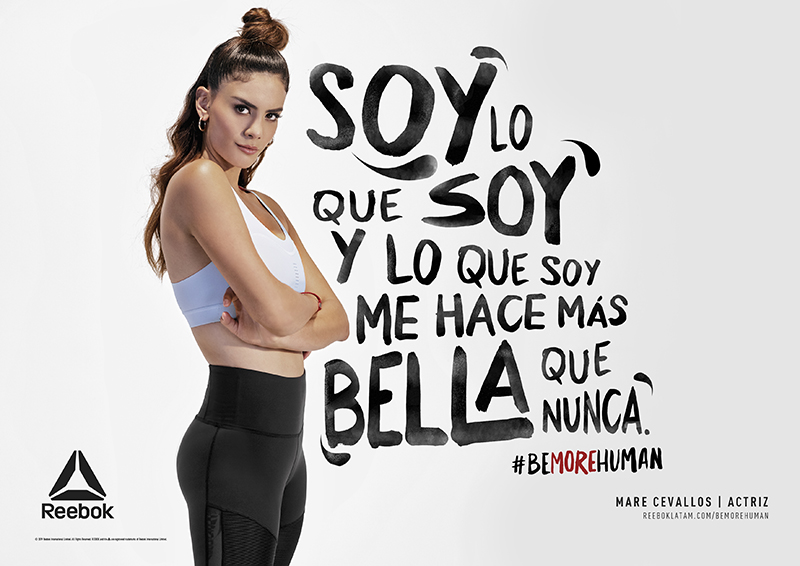 SOY LO
QUE SOY
Y LO QUE SOY
ME HACE MÁS
BELLA QUE
NUNCA.
#BEMOREHUMAN
MARE CEVALLOS | ACTRIZ
REEBOKLATAM.COM/BEMOREHUMAN
Reebok